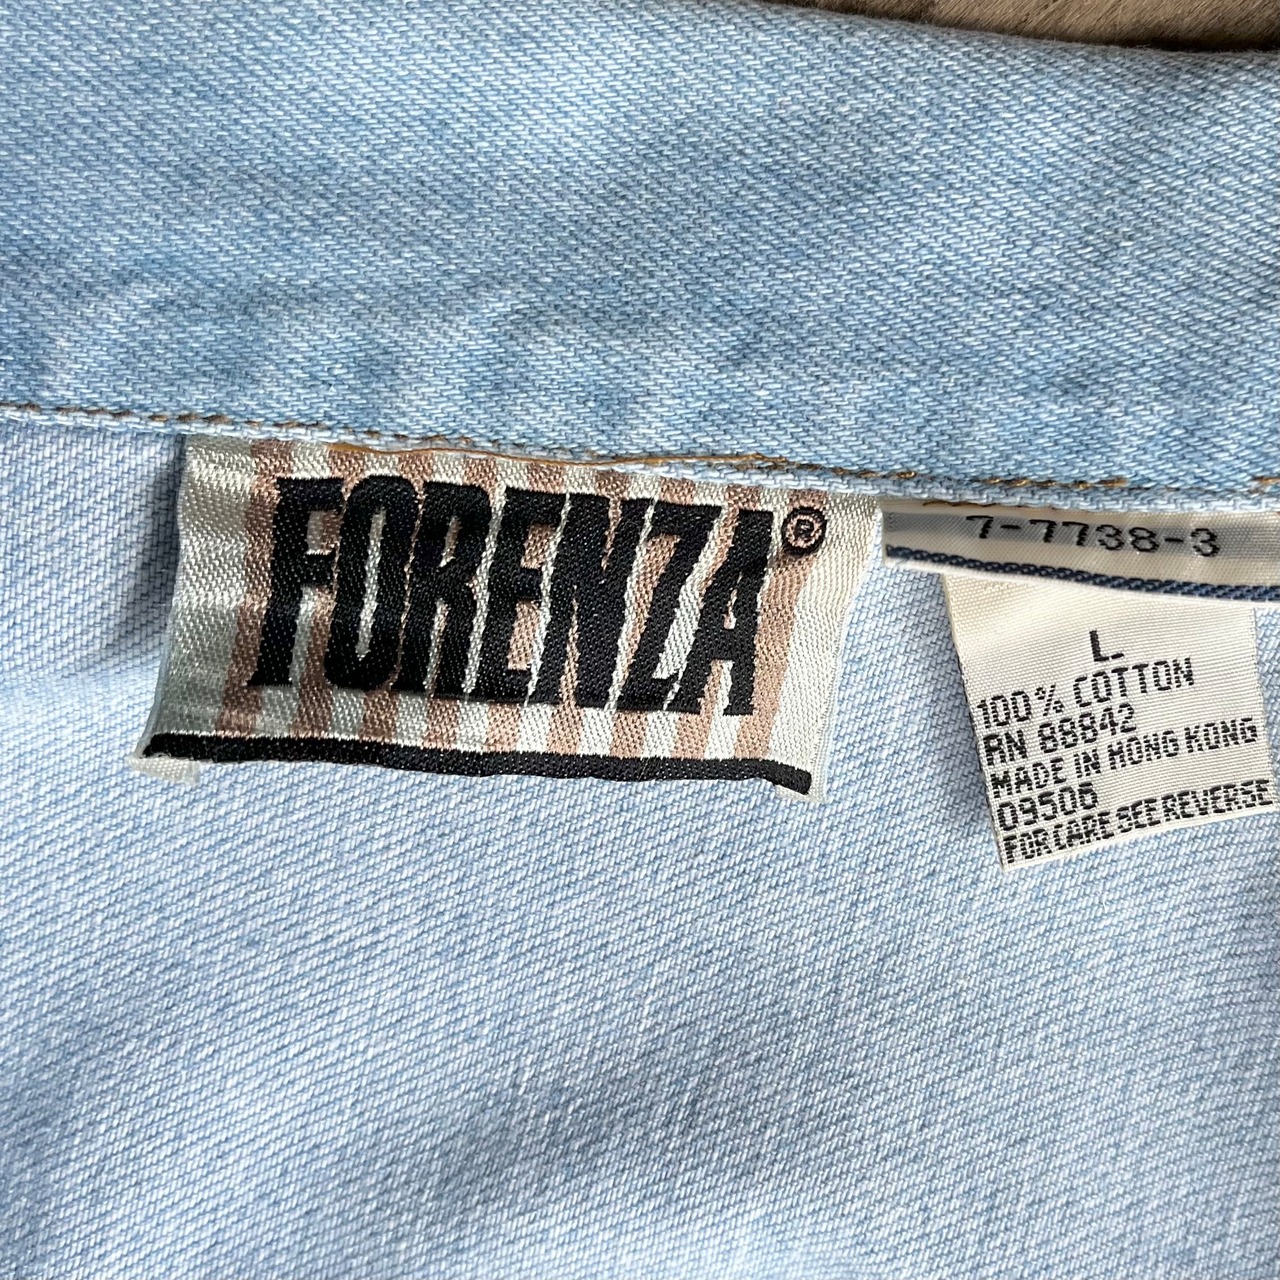 FORENZA®
7-7738-3
L
100% COTTON
RN 88842
MADE IN HONG KONG
09506
FOR CARE SEE REVERSE